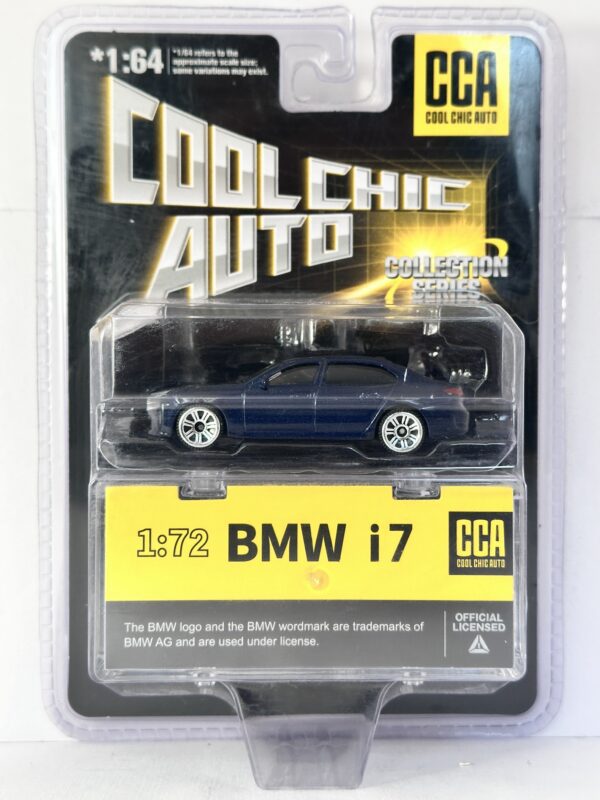 *1:64
*1/64 refers to the
approximate scale size;
some variations may exist.
CCA
COOL CHIC AUTO
COOL CHIC
AUTO
COLLECTION
SERIES
1:72 BMW i7
CCA
COOL CHIC AUTO
The BMW logo and the BMW wordmark are trademarks of
BMW AG and are used under license.
OFFICIAL
LICENSED